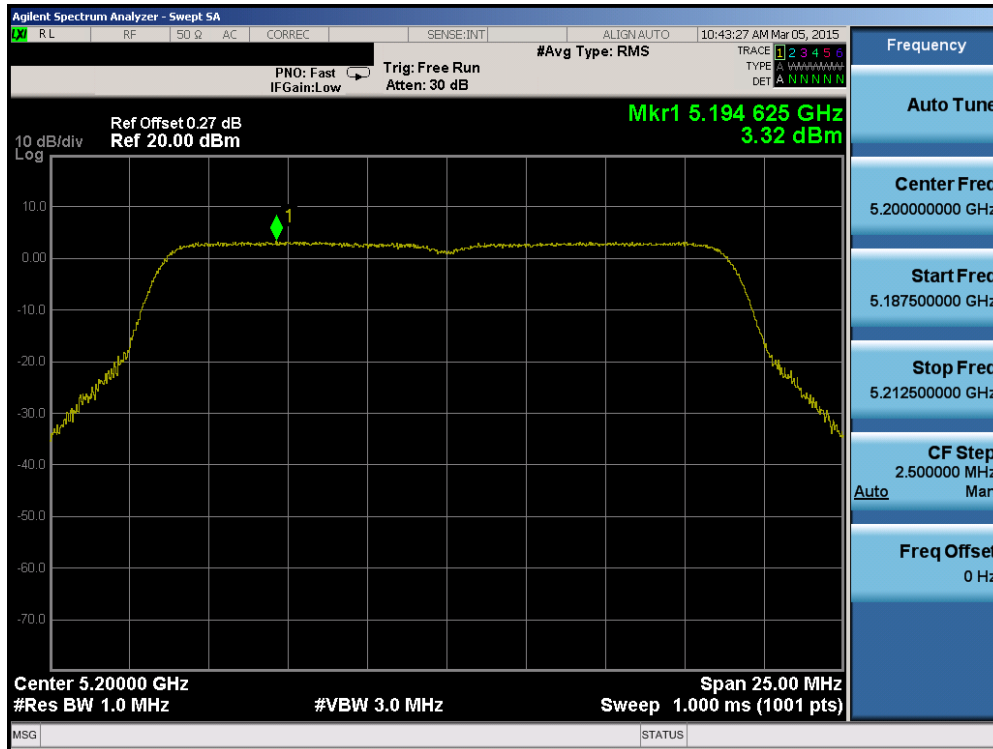 Agilent Spectrum Analyzer - Swept SA
LXI RL RF 50 Ω AC CORREC SENSE:INT ALIGN AUTO 10:43:27 AM Mar 05, 2015
#Avg Type: RMS
TRACE 1 2 3 4 5 6
PNO: Fast Trig: Free Run
TYPE A WWWWW
IFGain:Low Atten: 30 dB
DET A N N N N N
Mkr1 5.194 625 GHz
3.32 dBm
Ref Offset 0.27 dB
10 dB/div Ref 20.00 dBm
Log
10.0
1
0.00
-10.0
-20.0
-30.0
-40.0
-50.0
-60.0
-70.0
Center 5.20000 GHz Span 25.00 MHz
#Res BW 1.0 MHz #VBW 3.0 MHz Sweep 1.000 ms (1001 pts)
MSG STATUS
Frequency
Auto Tune
Center Freq
5.200000000 GHz
Start Freq
5.187500000 GHz
Stop Freq
5.212500000 GHz
CF Step
2.500000 MHz
Auto Man
Freq Offset
0 Hz